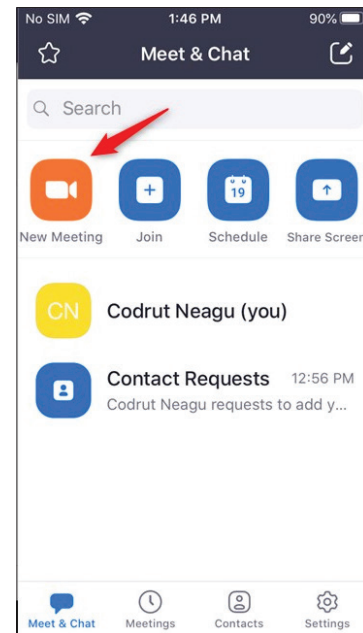 No SIM 1:46 PM 90%
Meet & Chat
Search
19
New Meeting Join Schedule Share Screen
CN Codrut Neagu (you)
Contact Requests 12:56 PM
Codrut Neagu requests to add y...
Meet & Chat Meetings Contacts Settings